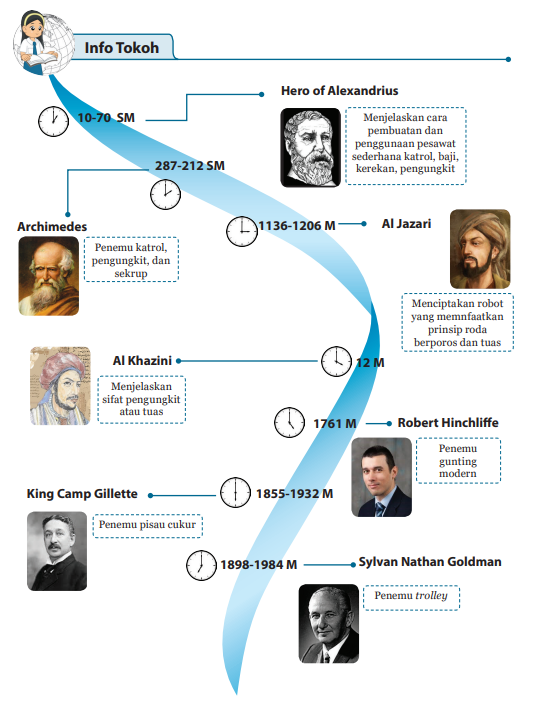 Info Tokoh
10-70 SM
Hero of Alexandrius
Menjelaskan cara
pembuatan dan
penggunaan pesawat
sederhana katrol, baji,
kerekan, pengungkit
287-212 SM
Archimedes
Penemu katrol,
pengungkit, dan
sekrup
1136-1206 M
Al Jazari
Menciptakan robot
yang memnfaatkan
prinsip roda
berporos dan tuas
Al Khazini
12 M
Menjelaskan
sifat pengungkit
atau tuas
1761 M
Robert Hinchliffe
Penemu
gunting
modern
King Camp Gillette
1855-1932 M
Penemu pisau cukur
1898-1984 M
Sylvan Nathan Goldman
Penemu trolley